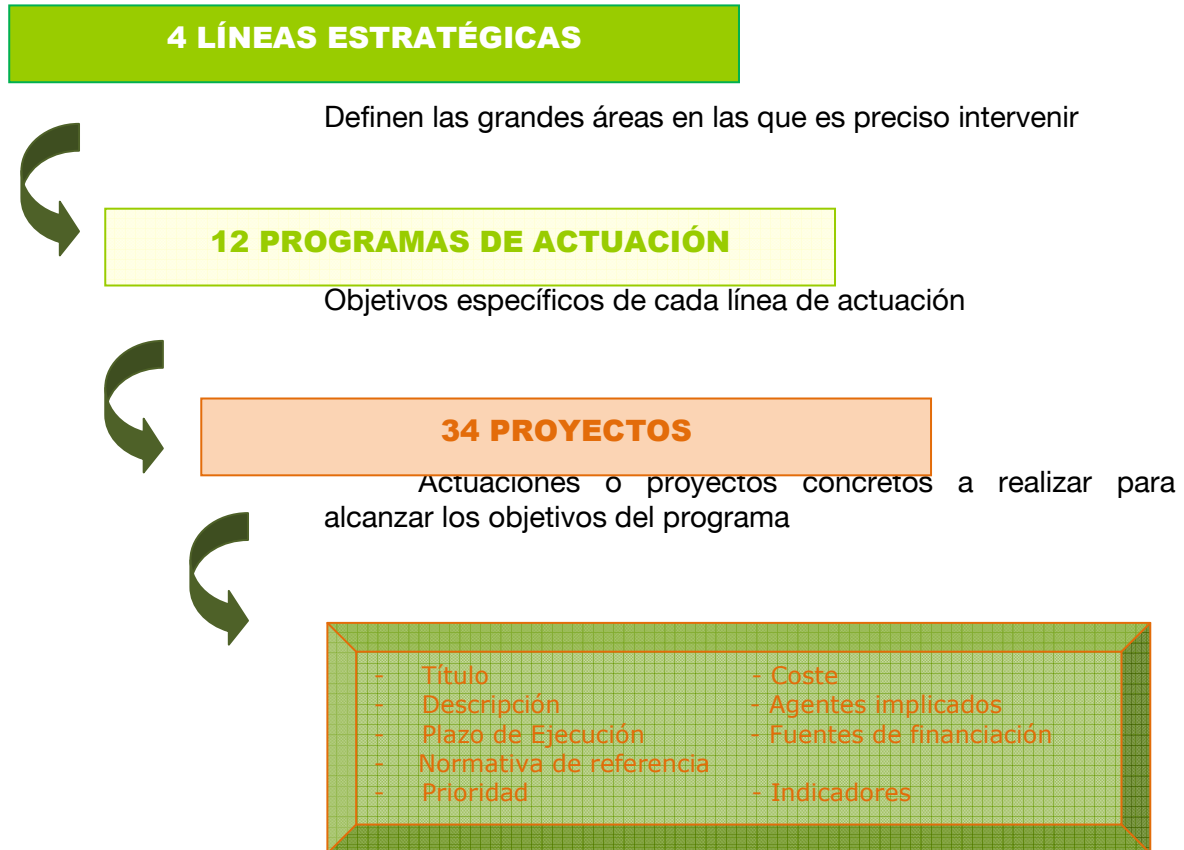 4 LÍNEAS ESTRATÉGICAS
Definen las grandes áreas en las que es preciso intervenir
12 PROGRAMAS DE ACTUACIÓN
Objetivos específicos de cada línea de actuación
34 PROYECTOS
Actuaciones o proyectos concretos a realizar para
alcanzar los objetivos del programa
- Título - Coste
- Descripción - Agentes implicados
- Plazo de Ejecución - Fuentes de financiación
- Normativa de referencia
- Prioridad - Indicadores